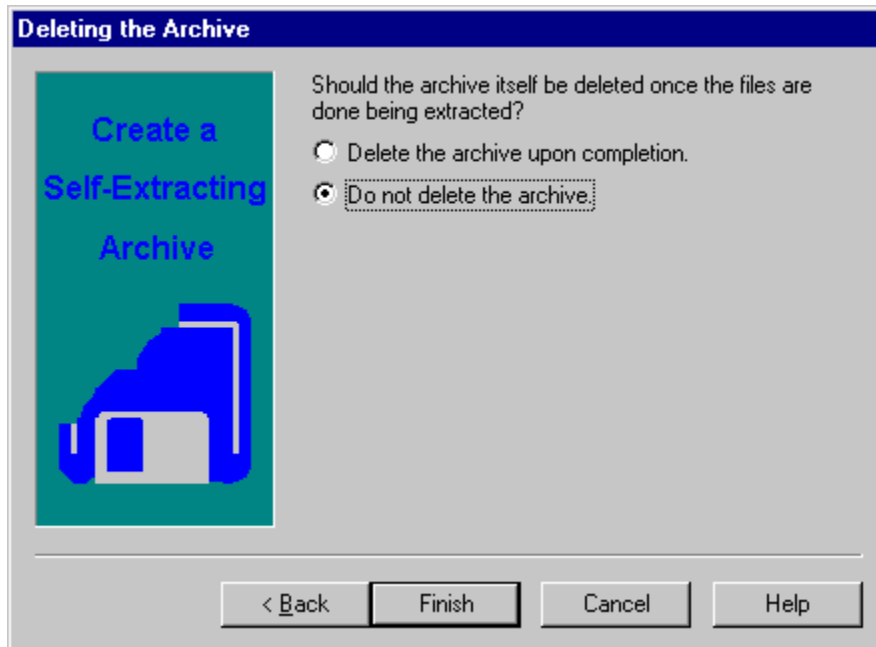 Deleting the Archive
Create a
Self-Extracting
Archive
Should the archive itself be deleted once the files are
done being extracted?
Delete the archive upon completion.
Do not delete the archive.
< Back
Finish
Cancel
Help